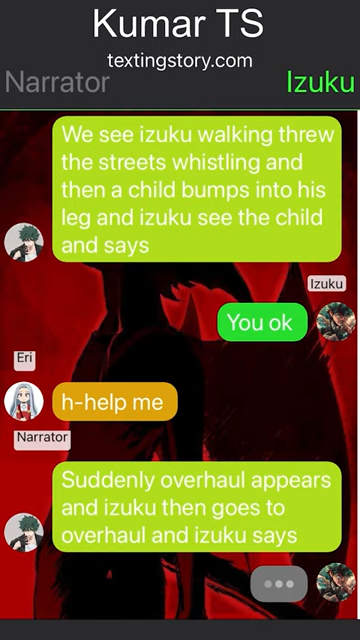 Kumar TS
textingstory.com
Narrator
Izuku
We see izuku walking threw
the streets whistling and
then a child bumps into his
leg and izuku see the child
and says
Izuku
You ok
Eri
h-help me
Narrator
Suddenly overhaul appears
and izuku then goes to
overhaul and izuku says